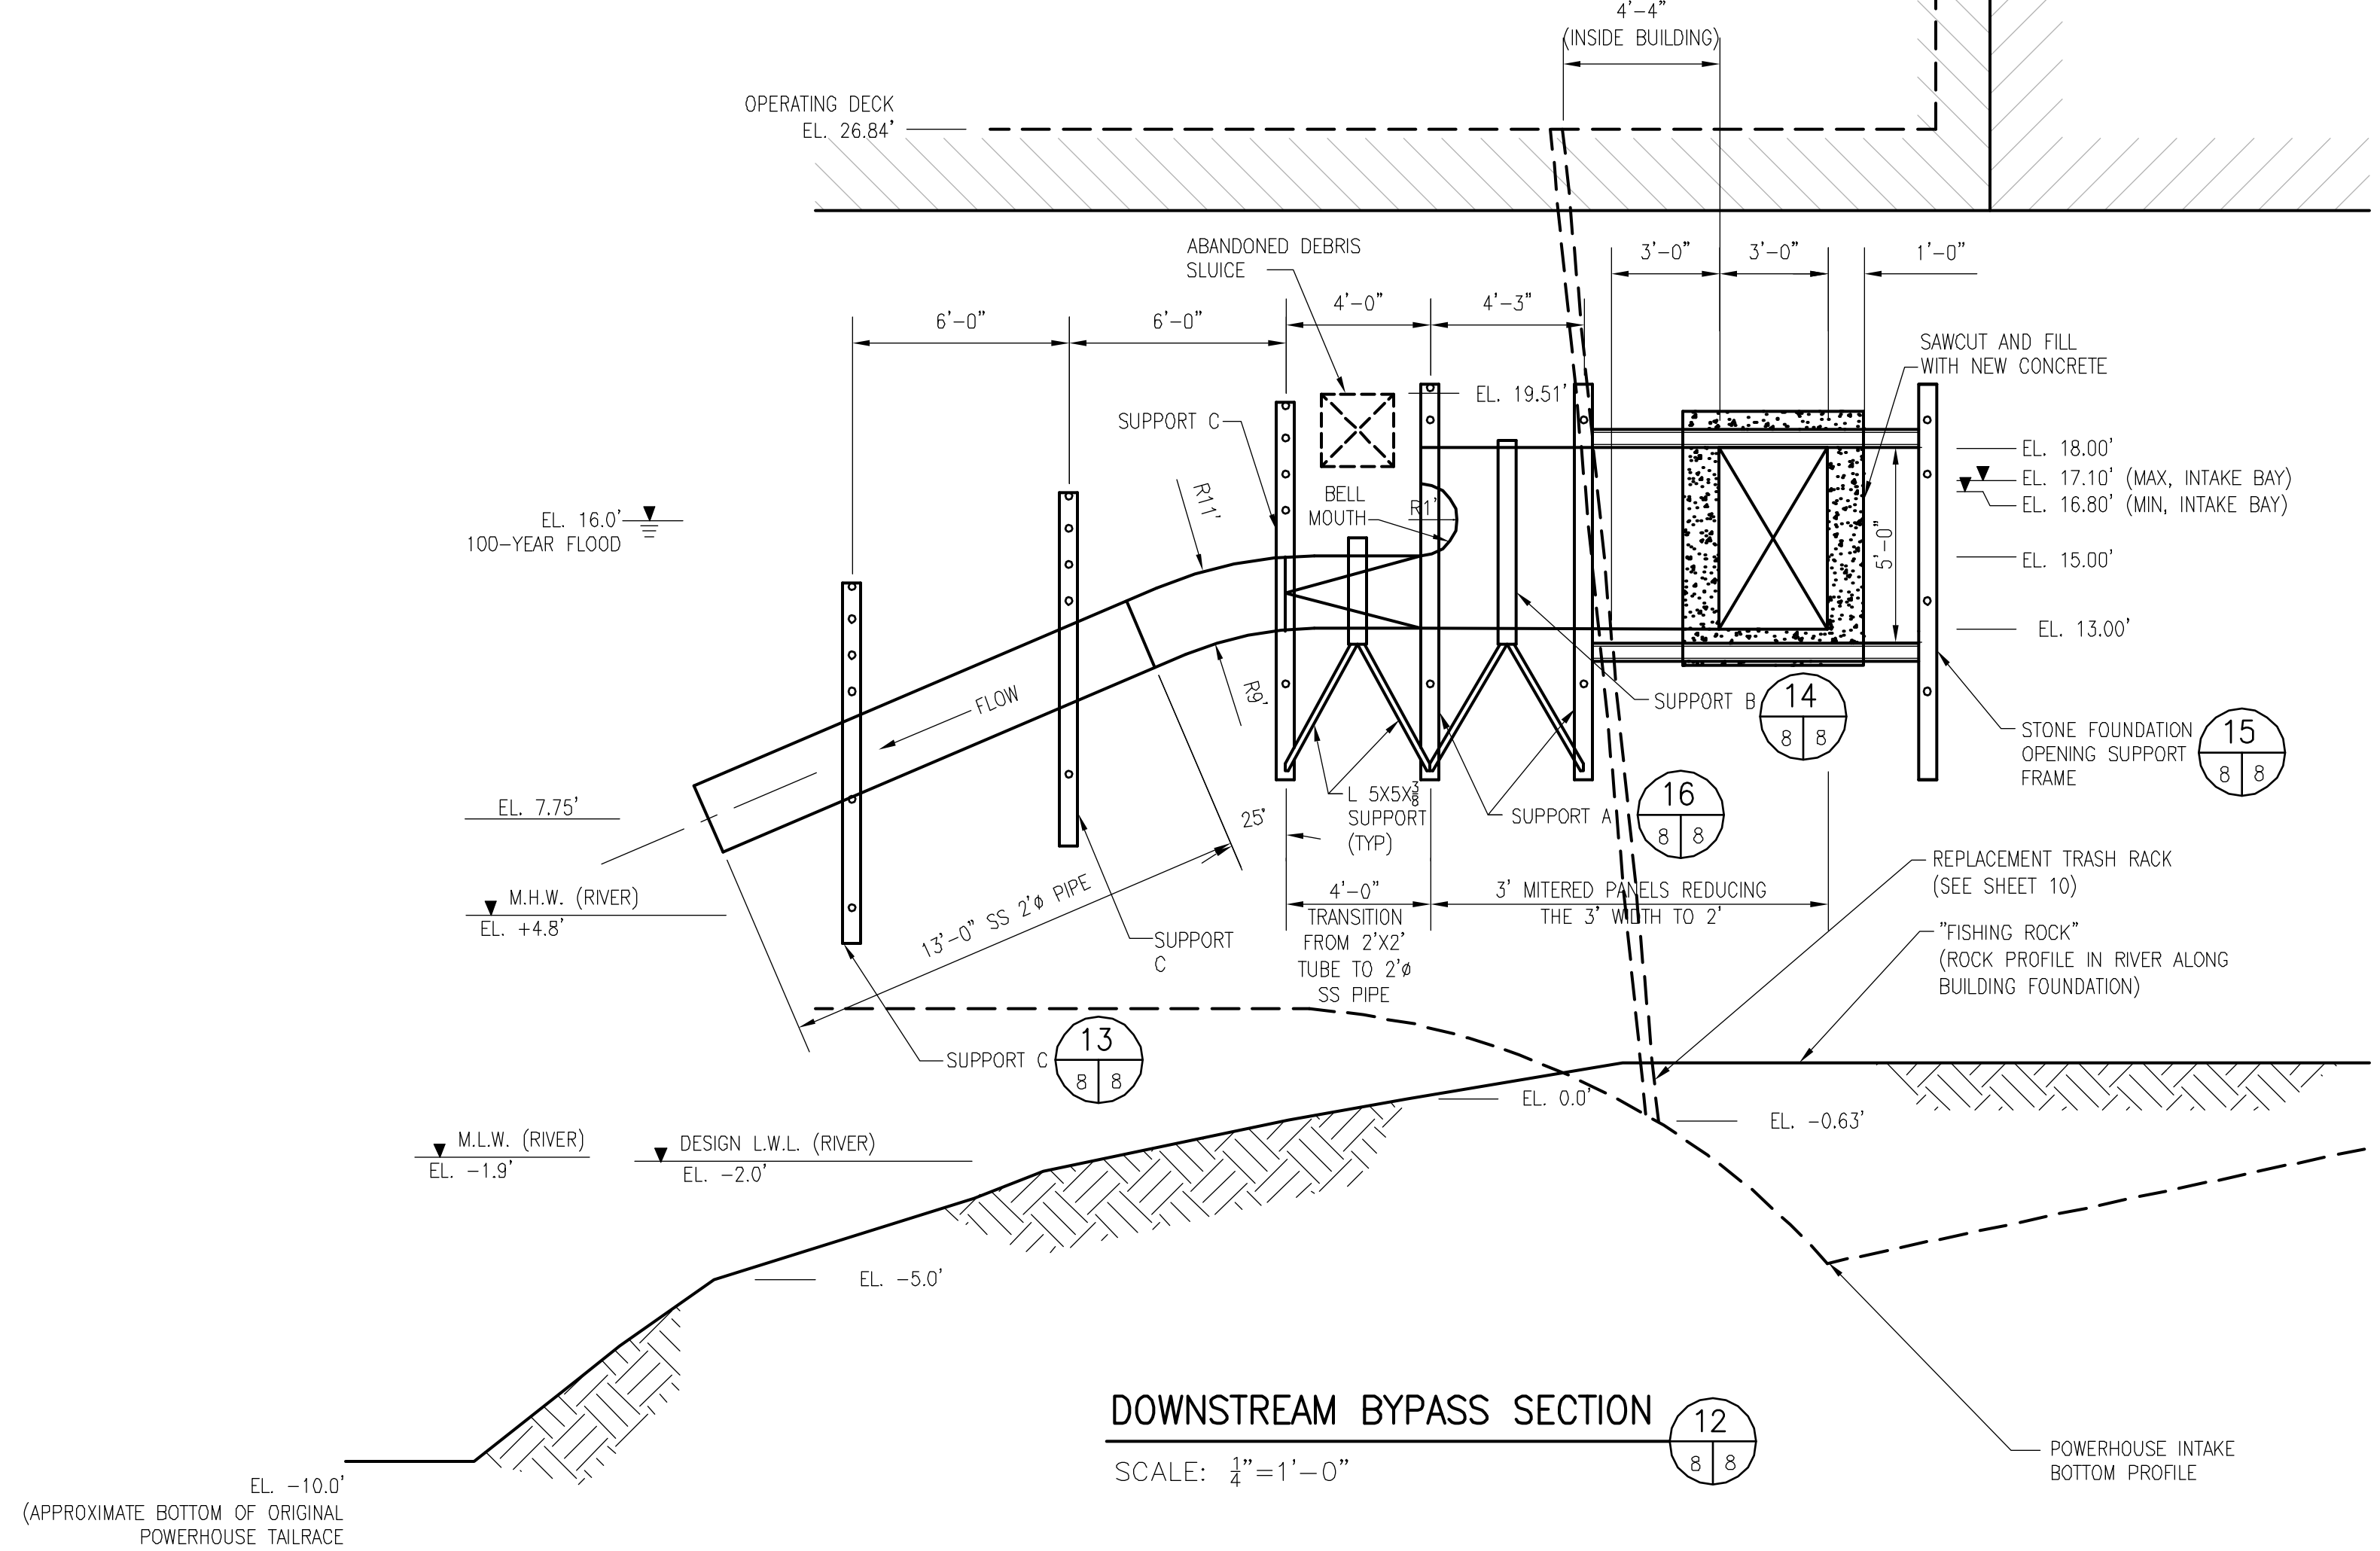 4'-4"
(INSIDE BUILDING)
OPERATING DECK
EL. 26.84'
ABANDONED DEBRIS
SLUICE
3'-0"
3'-0"
1'-0"
6'-0"
6'-0"
4'-0"
4'-3"
SAWCUT AND FILL
WITH NEW CONCRETE
EL. 19.51'
SUPPORT C
EL. 18.00'
EL. 17.10' (MAX, INTAKE BAY)
EL. 16.80' (MIN, INTAKE BAY)
R11'
BELL
MOUTH
R1'
EL. 16.0'
100-YEAR FLOOD
5'-0"
EL. 15.00'
EL. 13.00'
FLOW
R9'
SUPPORT B
14
8 8
STONE FOUNDATION
OPENING SUPPORT
FRAME
15
8 8
EL. 7.75'
25'
L 5X5X3/8
SUPPORT
(TYP)
SUPPORT A
16
8 8
M.H.W. (RIVER)
EL. +4.8'
13'-0" SS 2'ø PIPE
SUPPORT
C
4'-0"
TRANSITION
FROM 2'X2'
TUBE TO 2'ø
SS PIPE
3' MITERED PANELS REDUCING
THE 3' WIDTH TO 2'
REPLACEMENT TRASH RACK
(SEE SHEET 10)
"FISHING ROCK"
(ROCK PROFILE IN RIVER ALONG
BUILDING FOUNDATION)
SUPPORT C
13
8 8
EL. 0.0'
EL. -0.63'
M.L.W. (RIVER)
EL. -1.9'
DESIGN L.W.L. (RIVER)
EL. -2.0'
EL. -5.0'
DOWNSTREAM BYPASS SECTION
SCALE: 1/4"=1'-0"
12
8 8
POWERHOUSE INTAKE
BOTTOM PROFILE
EL. -10.0'
(APPROXIMATE BOTTOM OF ORIGINAL
POWERHOUSE TAILRACE